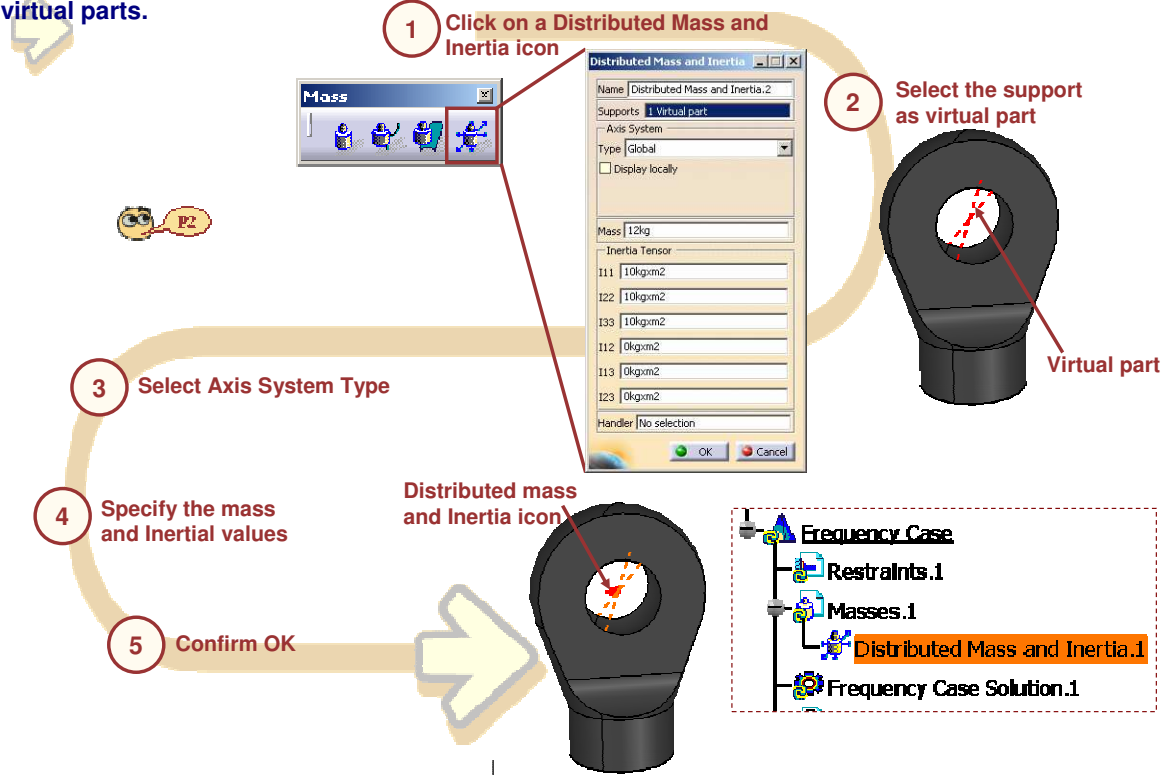 virtual parts.
1
Click on a Distributed Mass and
Inertia icon
Mass
Distributed Mass and Inertia
Name Distributed Mass and Inertia.2
Supports 1 Virtual part
Axis System
Type Global
Display locally
Mass 12kg
Inertia Tensor
I11 10kgxm2
I22 10kgxm2
I33 10kgxm2
I12 0kgxm2
I13 0kgxm2
I23 0kgxm2
Handler No selection
OK
Cancel
2
Select the support
as virtual part
Virtual part
P2
3
Select Axis System Type
4
Specify the mass
and Inertial values
5
Confirm OK
Distributed mass
and Inertia icon
Frequency Case
Restraints.1
Masses.1
Distributed Mass and Inertia.1
Frequency Case Solution.1